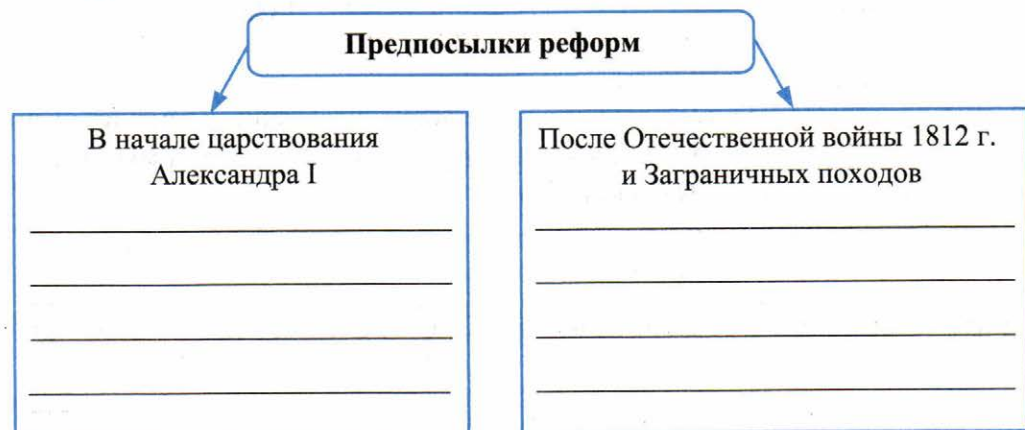 Предпосылки реформ
В начале царствования
Александра I
После Отечественной войны 1812 г.
и Заграничных походов